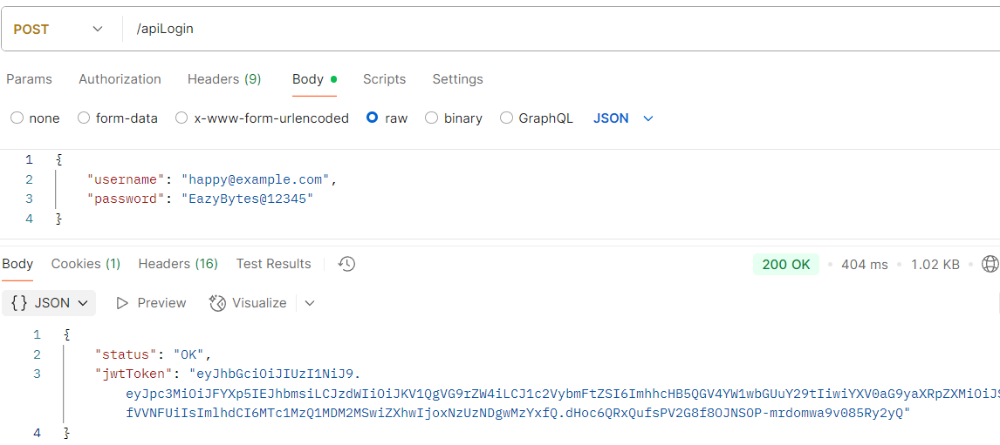 POST /apiLogin
Params Authorization Headers (9) Body Scripts Settings
none form-data x-www-form-urlencoded raw binary GraphQL JSON
1 {
2 "username": "happy@example.com",
3 "password": "EazyBytes@12345"
4 }
Body Cookies (1) Headers (16) Test Results 200 OK 404 ms 1.02 KB
{} JSON Preview Visualize
1 {
2 "status": "OK",
3 "jwtToken": "eyJhbGciOiJIUzI1NiJ9.
eyJpc3MiOiJFYXp5IEJhbmsiLCJzdWIiOiJKV1QgVG9rZW4iLCJ1c2VybmFtZSI6ImhhcHB5QGV4YW1wbGUuY29tIiwiYXV0aG9yaXRpZXMiOiJS
fVVNFUiIsImlhdCI6MTc1MzQ1MDM2MSwiZXhwIjoxNzUzNDgwMzYxfQ.dHoc6QRxQufsPV2G8f8OJNSOP-mrdomwa9v085Ry2yQ"
4 }